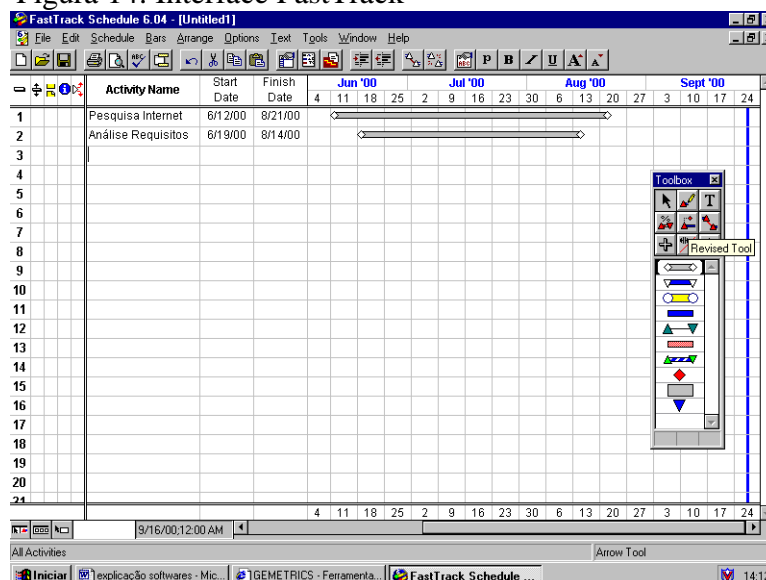 Figura 14: Interface FastTrack
FastTrack Schedule 6.04 - [Untitled1]
File Edit Schedule Bars Arrange Options Text Tools Window Help
P B I U A A
Activity Name Start Date Finish Date Jun '00 Jul '00 Aug '00 Sept '00
4 11 18 25 2 9 16 23 30 6 13 20 27 3 10 17 24
1 Pesquisa Internet 6/12/00 8/21/00
2 Análise Requisitos 6/19/00 8/14/00
3
4
Toolbox
5
T
6
7
8
Revised Tool
9
10
11
12
13
14
15
16
17
18
19
20
21
4 11 18 25 2 9 16 23 30 6 13 20 27 3 10 17 24
9/16/00;12:00 AM
All Activities Arrow Tool
Iniciar explicação softwares - Mic... GEMETRICS - Ferramenta... FastTrack Schedule ...